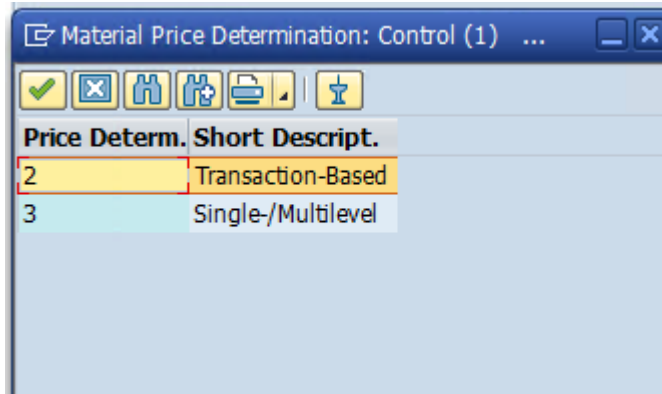 Material Price Determination: Control (1) ...
Price Determ. Short Descript.
2 Transaction-Based
3 Single-/Multilevel